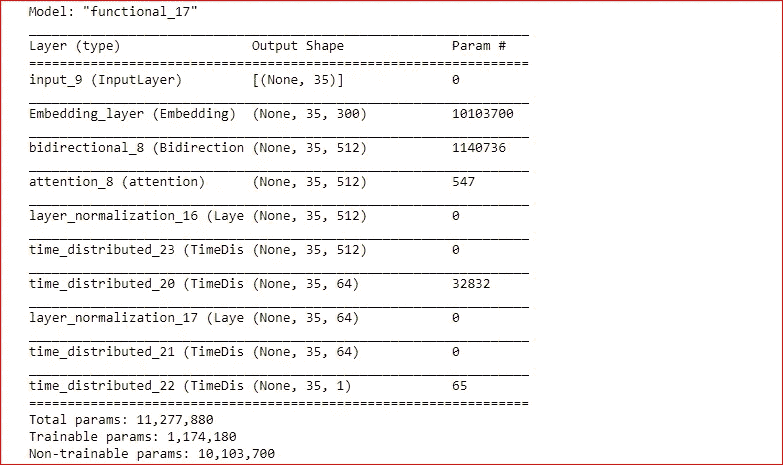 Model: "functional_17"
Layer (type) Output Shape Param #
input_9 (InputLayer) [(None, 35)] 0
Embedding_layer (Embedding) (None, 35, 300) 10103700
bidirectional_8 (Bidirection (None, 35, 512) 1140736
attention_8 (attention) (None, 35, 512) 547
layer_normalization_16 (Laye (None, 35, 512) 0
time_distributed_23 (TimeDis (None, 35, 512) 0
time_distributed_20 (TimeDis (None, 35, 64) 32832
layer_normalization_17 (Laye (None, 35, 64) 0
time_distributed_21 (TimeDis (None, 35, 64) 0
time_distributed_22 (TimeDis (None, 35, 1) 65
Total params: 11,277,880
Trainable params: 1,174,180
Non-trainable params: 10,103,700